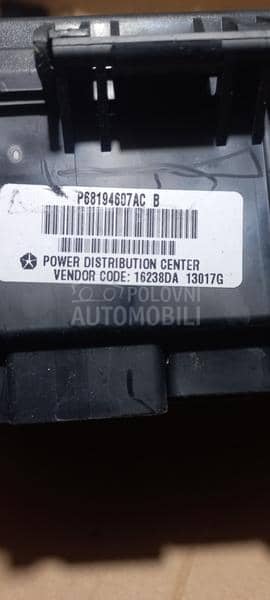 P68194607AC B
POWER DISTRIBUTION CENTER
VENDOR CODE: 16238DA 13017G
POLOVNI
AUTOMOBILI